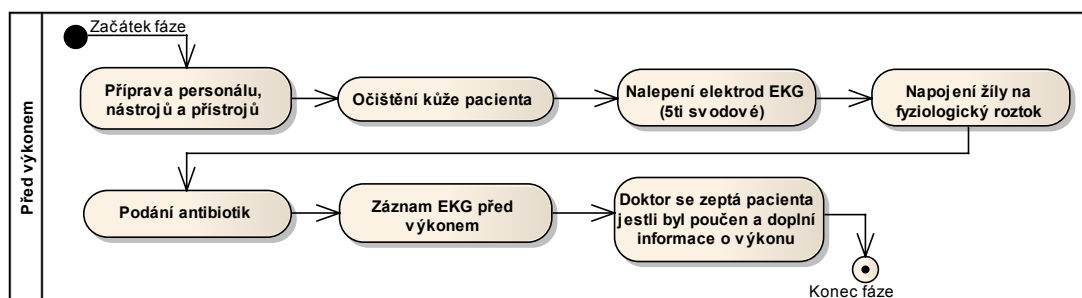 Před výkonem
Začátek fáze
Příprava personálu,
nástrojů a přístrojů
Očištění kůže pacienta
Nalepení elektrod EKG
(5ti svodové)
Napojení žíly na
fyziologický roztok
Podání antibiotik
Záznam EKG před
výkonem
Doktor se zeptá pacienta
jestli byl poučen a doplní
informace o výkonu
Konec fáze